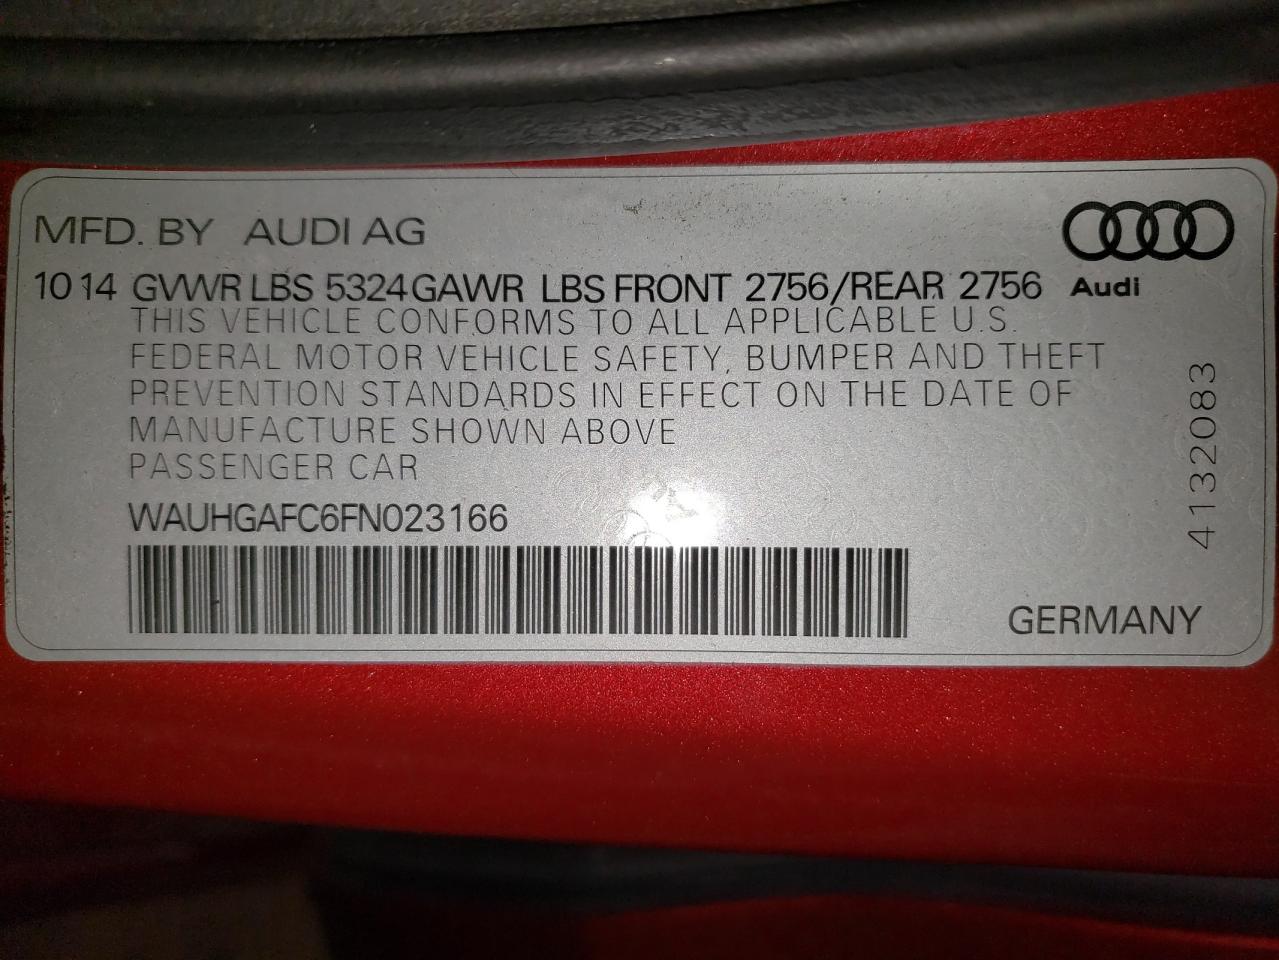 MFD. BY AUDI AG
10 14 GVWR LBS 5324 GAWR LBS FRONT 2756/REAR 2756
Audi
THIS VEHICLE CONFORMS TO ALL APPLICABLE U.S.
FEDERAL MOTOR VEHICLE SAFETY, BUMPER AND THEFT
PREVENTION STANDARDS IN EFFECT ON THE DATE OF
MANUFACTURE SHOWN ABOVE
PASSENGER CAR
WAUHGAFC6FN023166
4132083
GERMANY